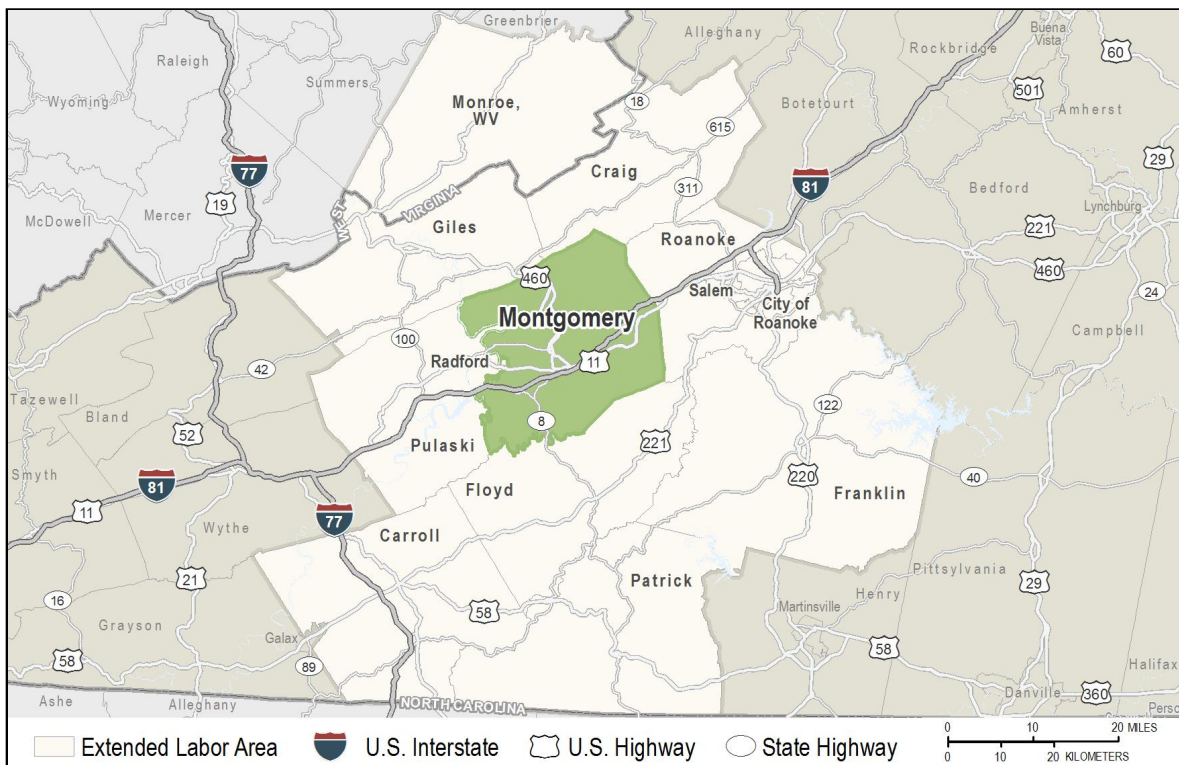 Greenbrier
Alleghany
Rockbridge
Buena
Vista
60
Raleigh
Summers
501
Wyoming
Monroe,
WV
18
Botetourt
Amherst
615
77
Craig
29
19
311
81
Bedford
McDowell
Mercer
W.V. ST
VIRGINIA
Giles
Roanoke
Lynchburg
221
460
Salem
City of
Roanoke
460
24
Montgomery
100
Radford
11
Campbell
42
Tazewell
Bland
122
8
52
221
Pulaski
Smyth
81
Floyd
220
40
Franklin
11
77
Wythe
Carroll
Pittsylvania
21
Patrick
29
16
Henry
58
Martinsville
Grayson
Galax
58
58
89
Halifax
Danville
360
NORTH CAROLINA
Ashe
Alleghany
Perso
Extended Labor Area
77
U.S. Interstate
U.S. Highway
State Highway
0 10 20 MILES
0 10 20 KILOMETERS